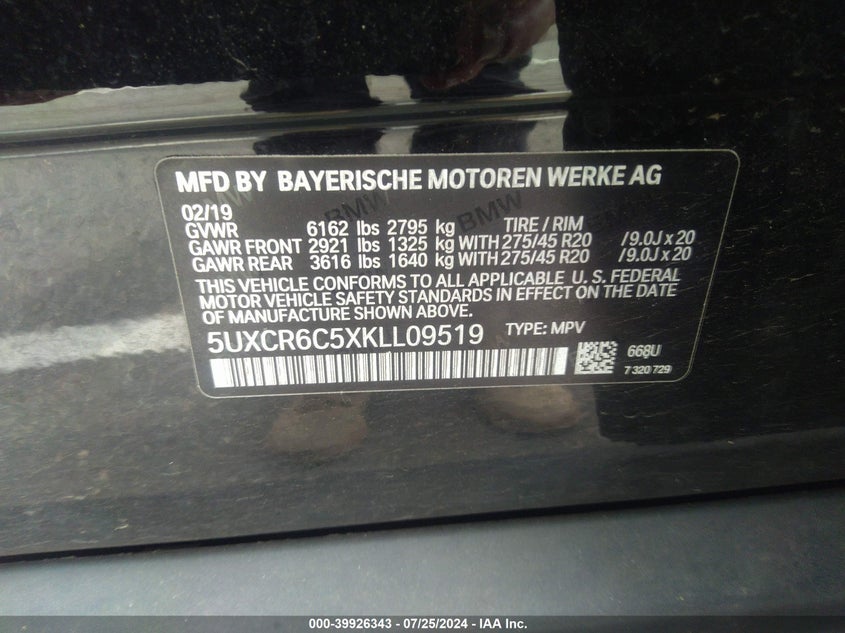 MFD BY BAYERISCHE MOTOREN WERKE AG
02/19
GVWR 6162 lbs 2795 kg TIRE / RIM
GAWR FRONT 2921 lbs 1325 kg WITH 275/45 R20 /9.0J x 20
GAWR REAR 3616 lbs 1640 kg WITH 275/45 R20 /9.0J x 20
THIS VEHICLE CONFORMS TO ALL APPLICABLE U. S. FEDERAL
MOTOR VEHICLE SAFETY STANDARDS IN EFFECT ON THE DATE
OF MANUFACTURE SHOWN ABOVE.
5UXCR6C5XKLL09519 TYPE: MPV
668U
7 320 729
BMW BMW BMW
000-39926343 - 07/25/2024 - IAA Inc.